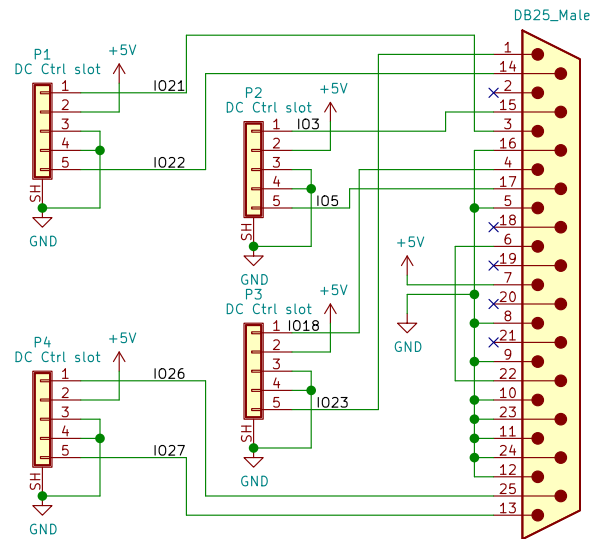 DB25_Male
P1
DC Ctrl slot
+5V
1
2
3
4
5
IO21
IO22
SH
GND
P2
DC Ctrl slot
+5V
1
2
3
4
5
IO3
IO5
SH
GND
P3
DC Ctrl slot
+5V
1
2
3
4
5
IO18
IO23
SH
GND
P4
DC Ctrl slot
+5V
1
2
3
4
5
IO26
IO27
SH
GND
+5V
GND
1
14
2
15
3
16
4
17
5
18
6
19
7
20
8
21
9
22
10
23
11
24
12
25
13